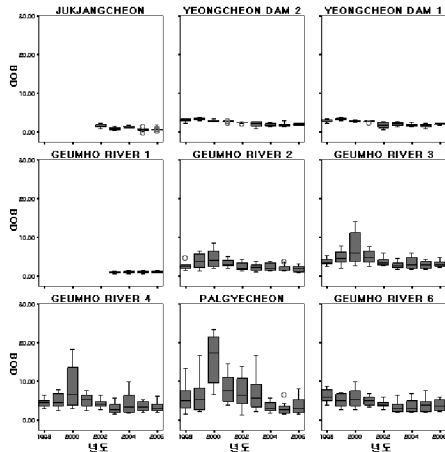 JUKJANGCHEON YEONGCHEON DAM 2 YEONGCHEON DAM 1
BOD
30.00
20.00
10.00
0.00
GEUMHO RIVER 1 GEUMHO RIVER 2 GEUMHO RIVER 3
BOD
30.00
20.00
10.00
0.00
GEUMHO RIVER 4 PALGYECHEON GEUMHO RIVER 6
BOD
30.00
20.00
10.00
0.00
1998 2000 2002 2004 2006 1998 2000 2002 2004 2006 1998 2000 2002 2004 2006
년도 년도 년도